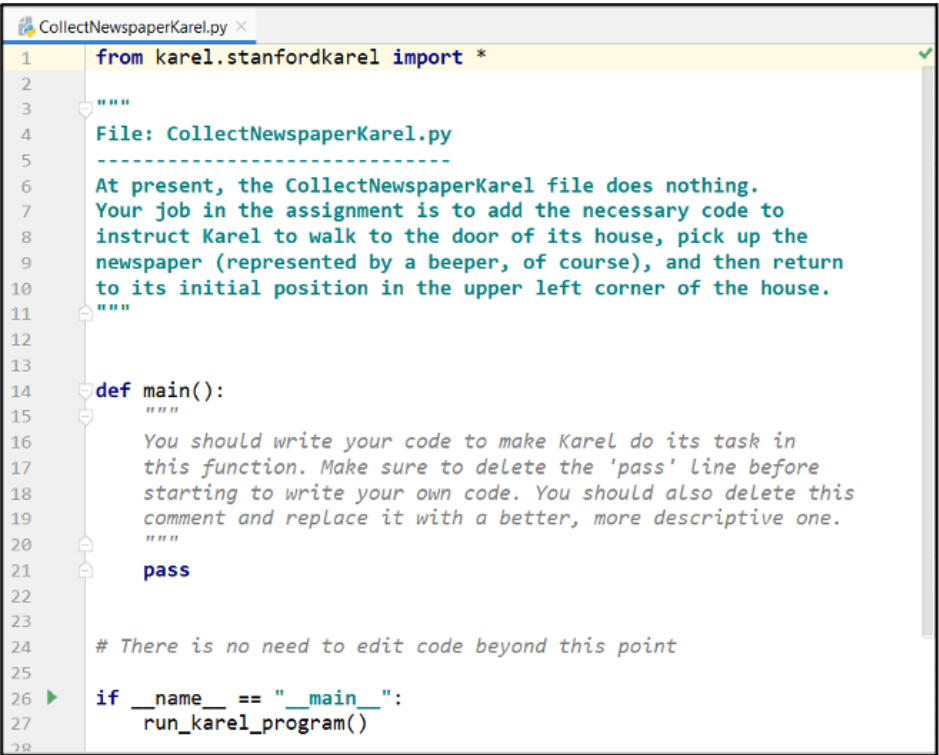 CollectNewspaperKarel.py ×
1 from karel.stanfordkarel import *
2
3 """
4 File: CollectNewspaperKarel.py
5 ------------------------------
6 At present, the CollectNewspaperKarel file does nothing.
7 Your job in the assignment is to add the necessary code to
8 instruct Karel to walk to the door of its house, pick up the
9 newspaper (represented by a beeper, of course), and then return
10 to its initial position in the upper left corner of the house.
11 """
12
13
14 def main():
15 """
16 You should write your code to make Karel do its task in
17 this function. Make sure to delete the 'pass' line before
18 starting to write your own code. You should also delete this
19 comment and replace it with a better, more descriptive one.
20 """
21 pass
22
23
24 # There is no need to edit code beyond this point
25
26 if __name__ == "__main__":
27 run_karel_program()
28